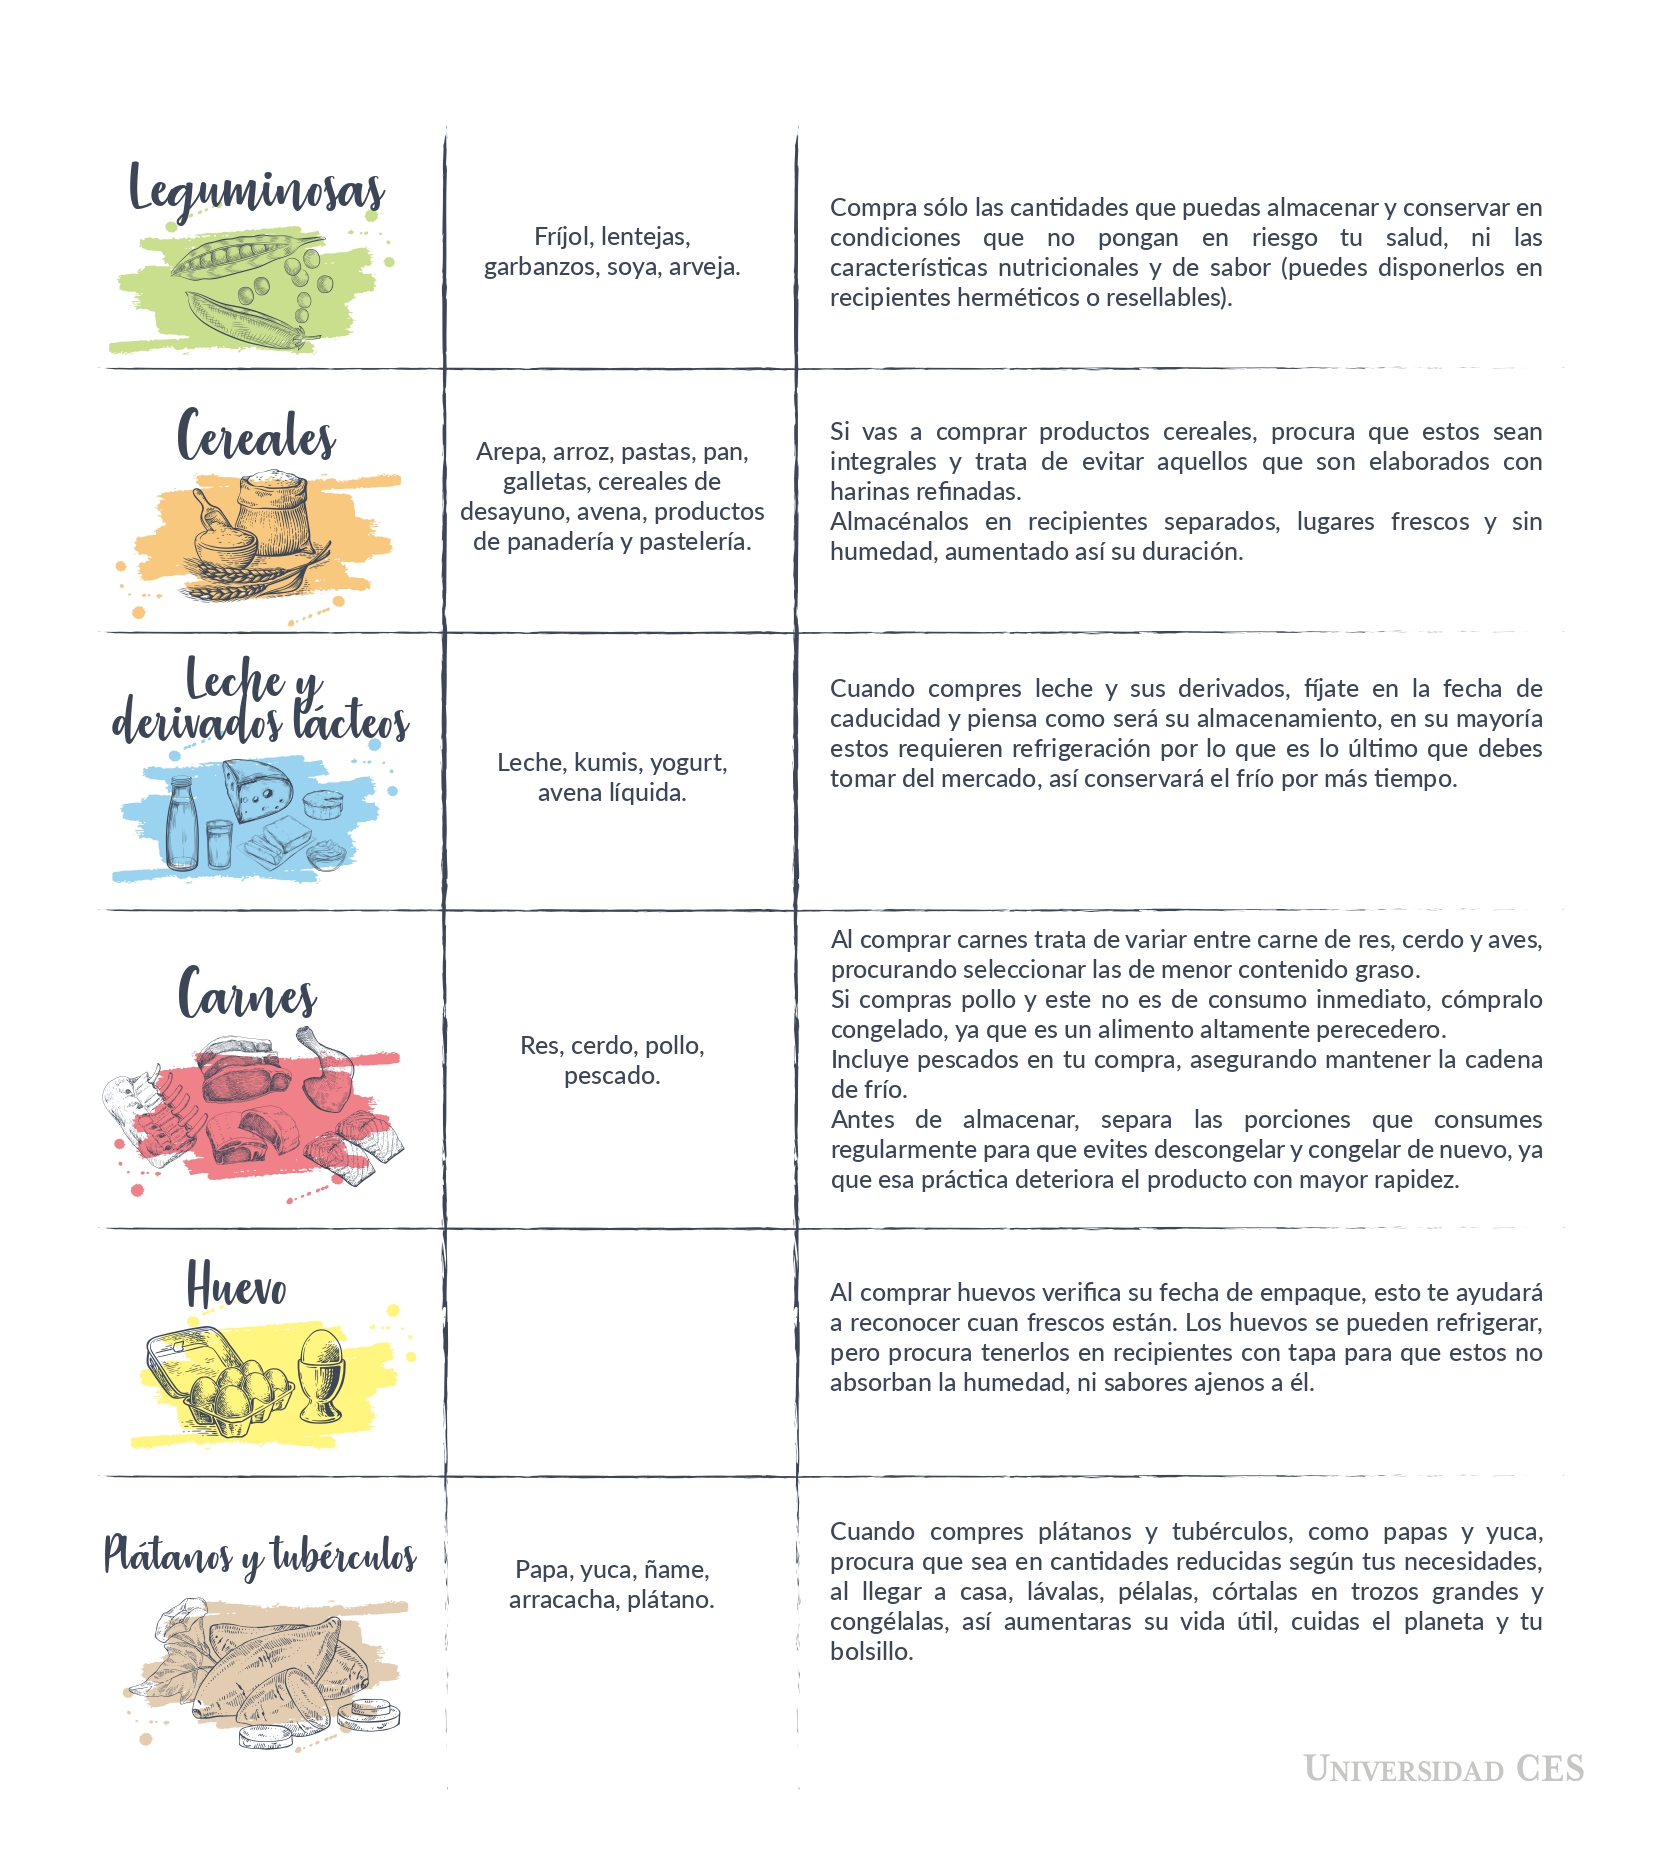 Leguminosas
Fríjol, lentejas,
garbanzos, soya, arveja.
Compra sólo las cantidades que puedas almacenar y conservar en
condiciones que no pongan en riesgo tu salud, ni las
características nutricionales y de sabor (puedes disponerlos en
recipientes herméticos o resellables).
Cereales
Arepa, arroz, pastas, pan,
galletas, cereales de
desayuno, avena, productos
de panadería y pastelería.
Si vas a comprar productos cereales, procura que estos sean
integrales y trata de evitar aquellos que son elaborados con
harinas refinadas.
Almacénalos en recipientes separados, lugares frescos y sin
humedad, aumentado así su duración.
Leche y
derivados lácteos
Leche, kumis, yogurt,
avena líquida.
Cuando compres leche y sus derivados, fíjate en la fecha de
caducidad y piensa como será su almacenamiento, en su mayoría
estos requieren refrigeración por lo que es lo último que debes
tomar del mercado, así conservará el frío por más tiempo.
Carnes
Res, cerdo, pollo,
pescado.
Al comprar carnes trata de variar entre carne de res, cerdo y aves,
procurando seleccionar las de menor contenido graso.
Si compras pollo y este no es de consumo inmediato, cómpralo
congelado, ya que es un alimento altamente perecedero.
Incluye pescados en tu compra, asegurando mantener la cadena
de frío.
Antes de almacenar, separa las porciones que consumes
regularmente para que evites descongelar y congelar de nuevo, ya
que esa práctica deteriora el producto con mayor rapidez.
Huevo
Al comprar huevos verifica su fecha de empaque, esto te ayudará
a reconocer cuan frescos están. Los huevos se pueden refrigerar,
pero procura tenerlos en recipientes con tapa para que estos no
absorban la humedad, ni sabores ajenos a él.
Plátanos y tubérculos
Papa, yuca, ñame,
arracacha, plátano.
Cuando compres plátanos y tubérculos, como papas y yuca,
procura que sea en cantidades reducidas según tus necesidades,
al llegar a casa, lávalas, pélalas, córtalas en trozos grandes y
congélalas, así aumentaras su vida útil, cuidas el planeta y tu
bolsillo.
UNIVERSIDAD CES